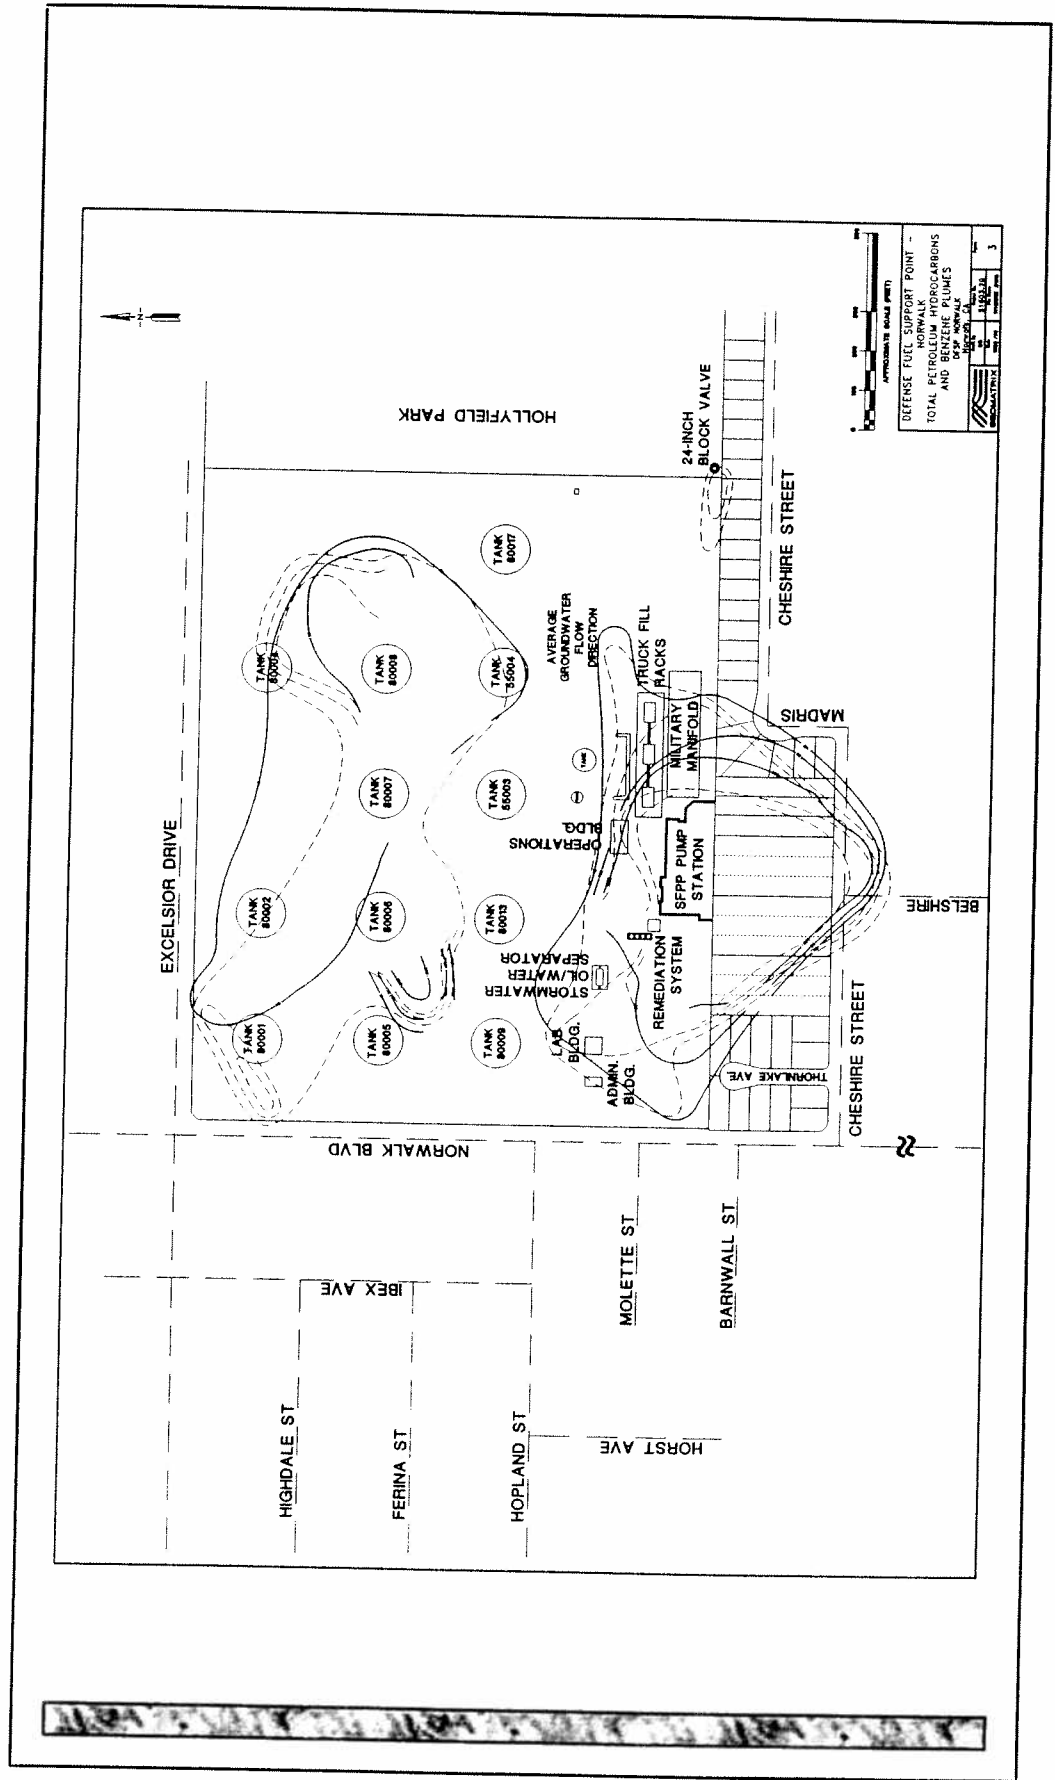 EXCELSIOR DRIVE
HOLLYFIELD PARK
N
TANK
80001
TANK
80002
TANK
80004
TANK
80005
TANK
80006
TANK
80007
TANK
80008
TANK
80009
TANK
80013
TANK
55003
TANK
55004
TANK
80017
AVERAGE
GROUNDWATER
FLOW
DIRECTION
TANK
TRUCK FILL
RACKS
MILITARY
MANIFOLD
OPERATIONS
BLDG.
SFPP PUMP
STATION
STORMWATER
OIL/WATER
SEPARATOR
REMEDIATION
SYSTEM
LAB
BLDG.
ADMIN.
BLDG.
24-INCH
BLOCK VALVE
CHESHIRE STREET
MADRIS
BELSHIRE
THORNLAKE AVE.
CHESHIRE STREET
NORWALK BLVD
IBEX AVE
HORST AVE
HIGHDALE ST
FERINA ST
HOPLAND ST
MOLETTE ST
BARNWALL ST
APPROXIMATE SCALE (FEET)
DEFENSE FUEL SUPPORT POINT -
NORWALK
TOTAL PETROLEUM HYDROCARBONS
AND BENZENE PLUMES
DFSP NORWALK
Norwalk, CA
GEOMATRIX
3